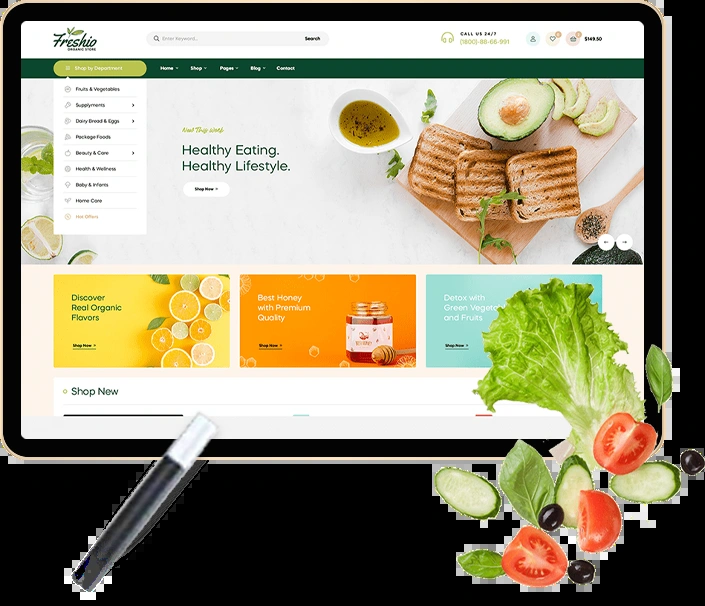 Freshio
ORGANIC STORE
Enter Keyword...
Search
CALL US 24/7
(1800)-88-66-991
0
0
$149.50
Shop by Department
Home
Shop
Pages
Blog
Contact
Fruits & Vegetables
Supplyments
Dairy Bread & Eggs
Package Foods
Beauty & Care
Health & Wellness
Baby & Infants
Home Care
Hot Offers
New This Week
Healthy Eating.
Healthy Lifestyle.
Shop Now
Discover
Real Organic
Flavors
Shop Now
Best Honey
with Premium
Quality
Shop Now
Detox with
Green Vegetab
and Fruits
Shop Now
Shop New